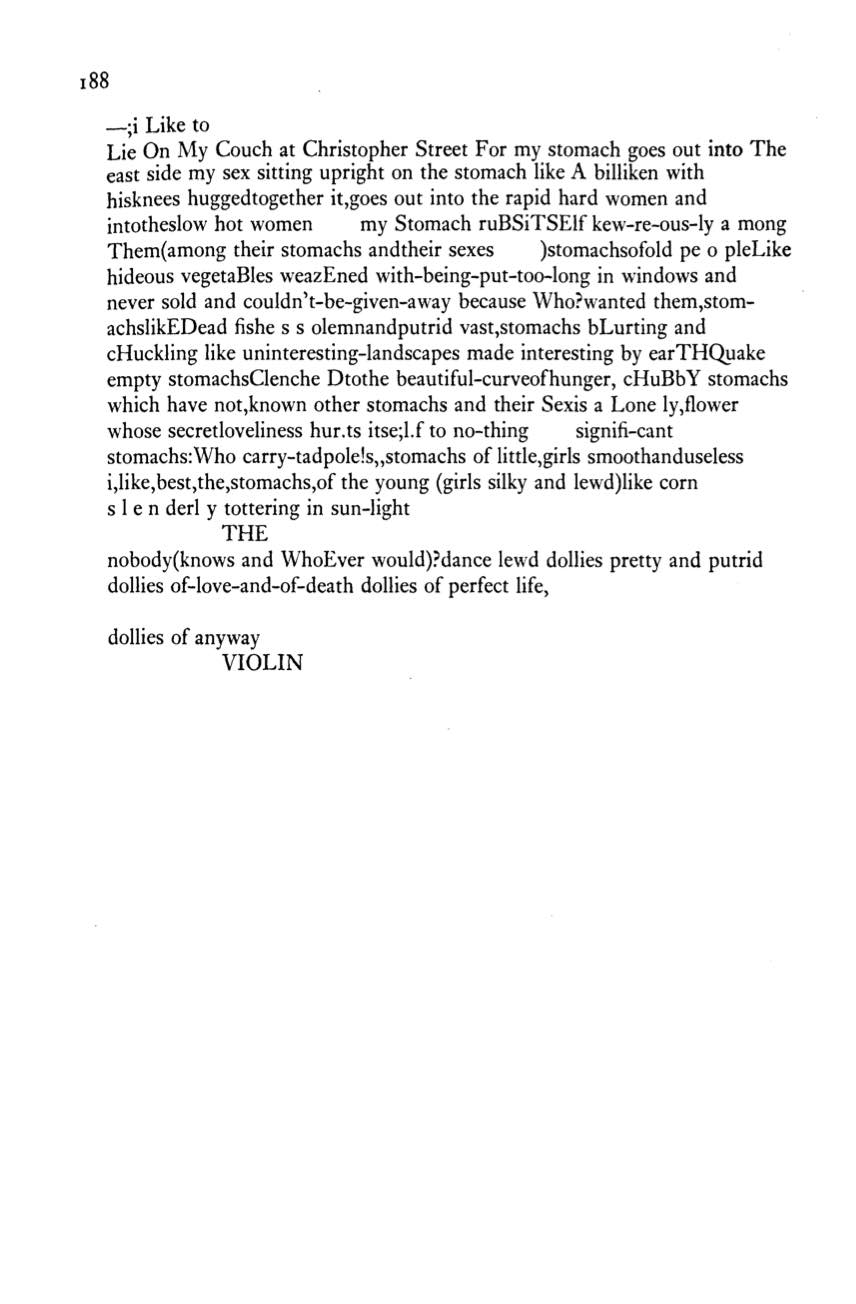 188
—;i Like to
Lie On My Couch at Christopher Street For my stomach goes out into The
east side my sex sitting upright on the stomach like A billiken with
hisknees huggedtogether it,goes out into the rapid hard women and
intotheslow hot women      my Stomach ruBSiTSElf kew-re-ous-ly a mong
Them(among their stomachs andtheir sexes      )stomachsofold pe o pleLike
hideous vegetaBles weazEned with-being-put-too-long in windows and
never sold and couldn't-be-given-away because Who?wanted them,stom-
achslikEDead fishe s s olemnandputrid vast,stomachs bLurting and
cHuckling like uninteresting-landscapes made interesting by earTHQuake
empty stomachsClenche Dtothe beautiful-curveofhunger, cHuBbY stomachs
which have not,known other stomachs and their Sexis a Lone ly,flower
whose secretloveliness hur.ts itse;l.f to no-thing      signifi-cant
stomachs:Who carry-tadpole!s,,stomachs of little,girls smoothanduseless
i,like,best,the,stomachs,of the young (girls silky and lewd)like corn
s l e n derl y tottering in sun-light
THE
nobody(knows and WhoEver would)?dance lewd dollies pretty and putrid
dollies of-love-and-of-death dollies of perfect life,
dollies of anyway
VIOLIN